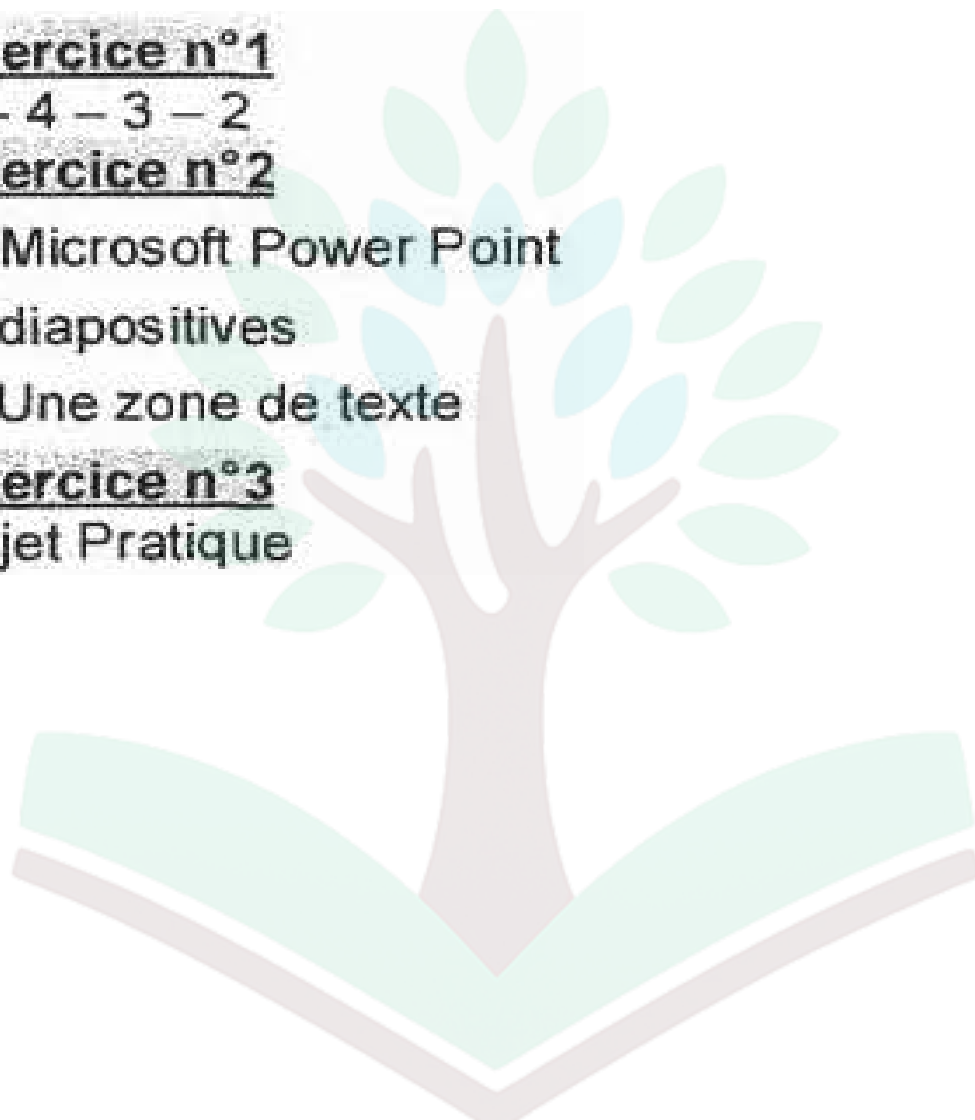 ercice n°1
- 4 – 3 – 2
ercice n°2
Microsoft Power Point
diapositives
Une zone de texte
ercice n°3
jet Pratique